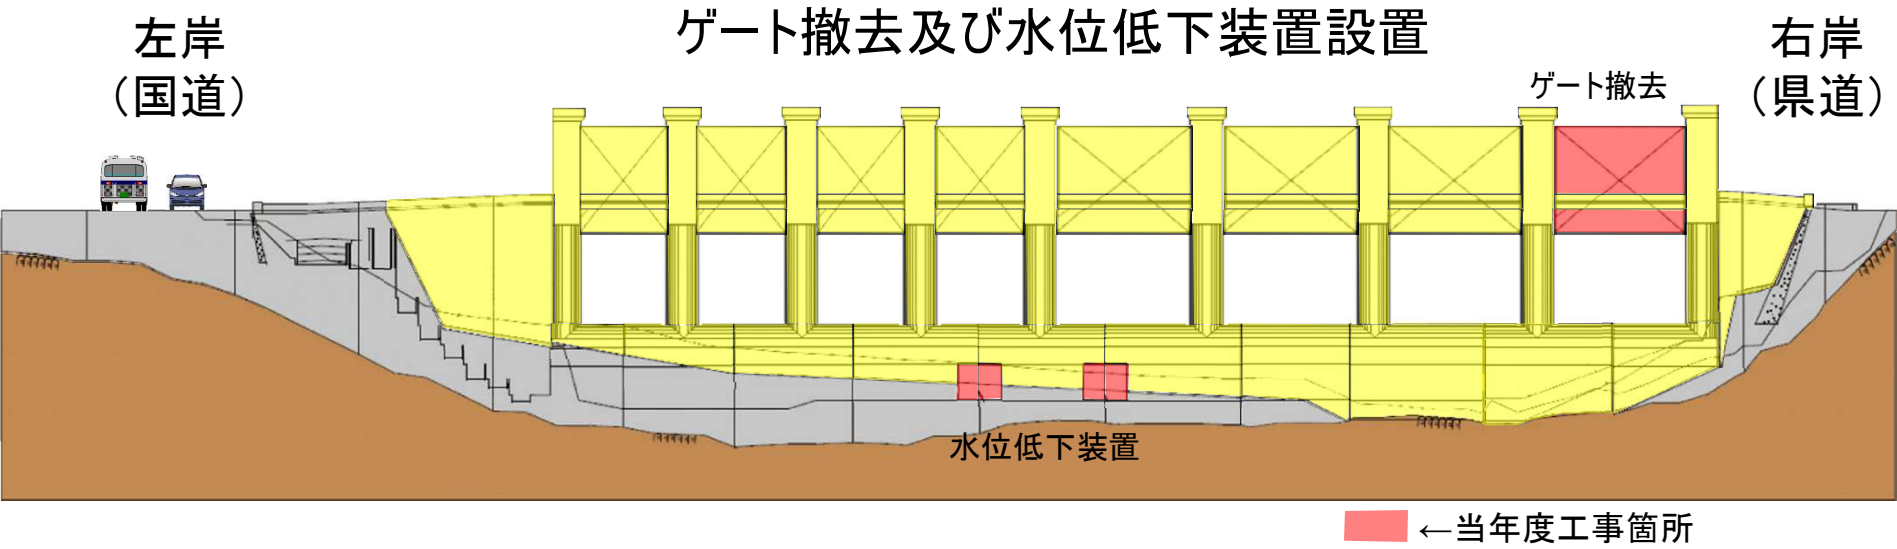 ゲート撤去及び水位低下装置設置
左岸
（国道）
右岸
（県道）
ゲート撤去
水位低下装置
←当年度工事箇所